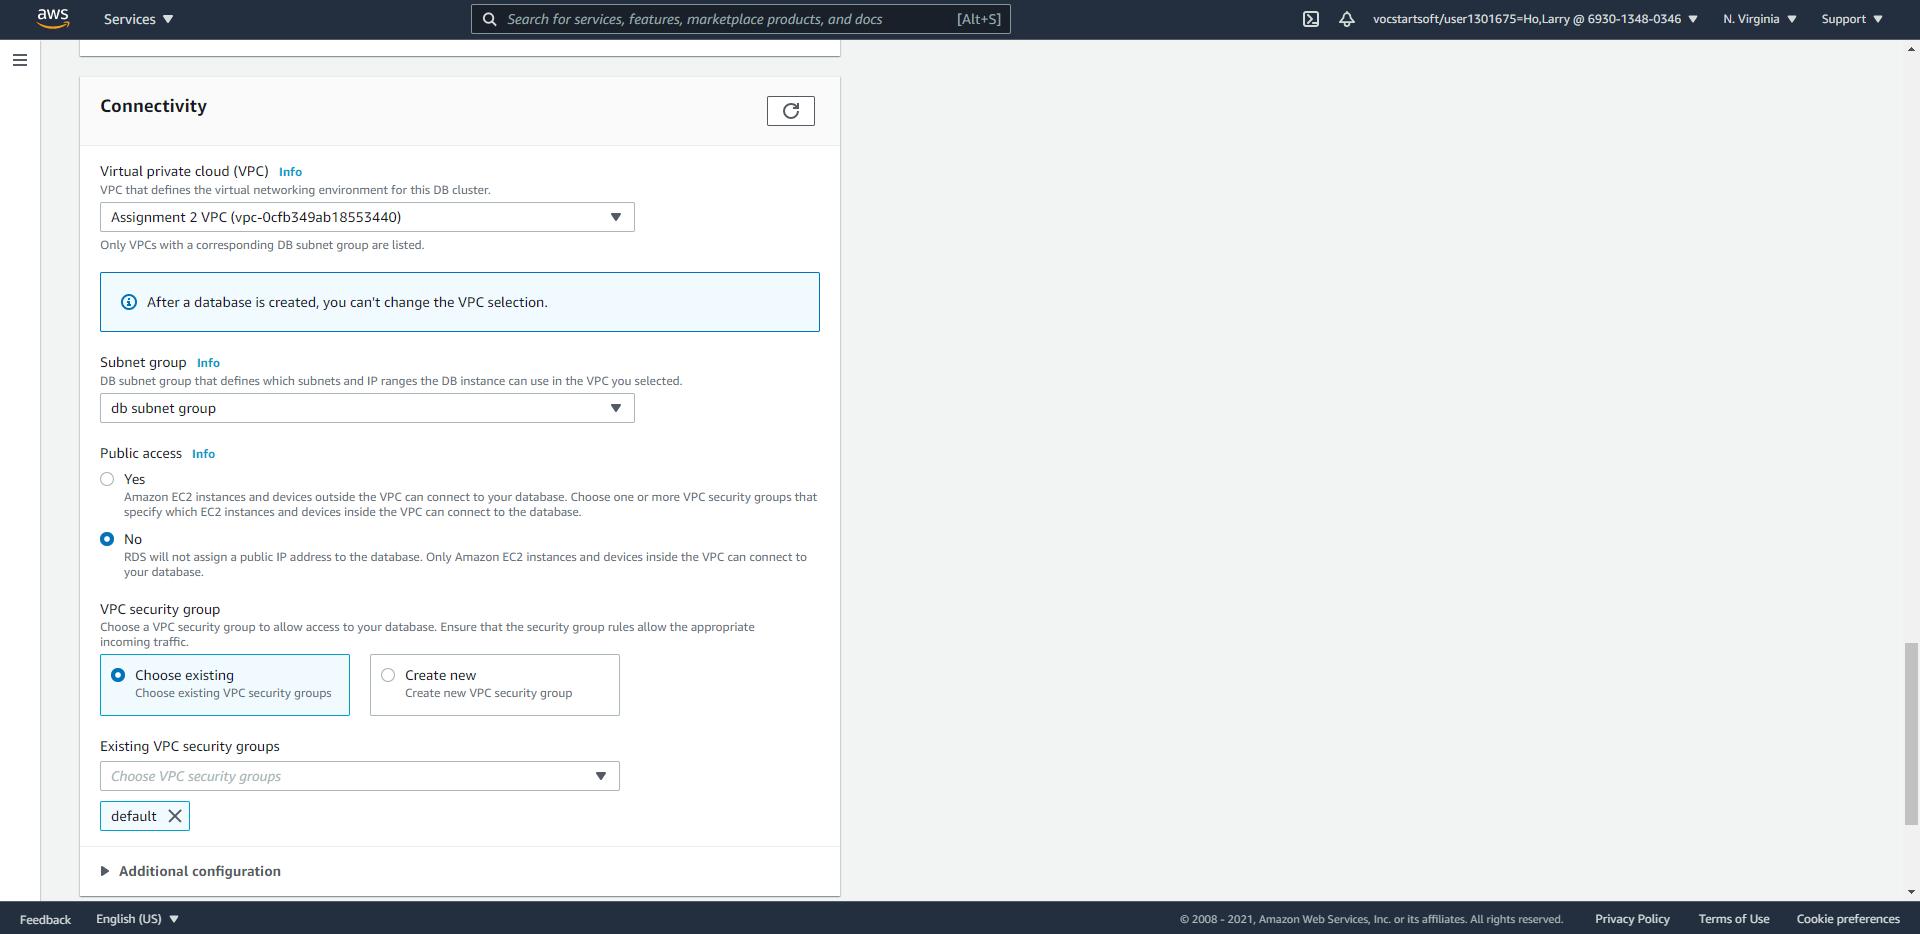 aws
Services
Search for services, features, marketplace products, and docs
[Alt+S]
vocstartsoft/user1301675=Ho,Larry @ 6930-1348-0346
N. Virginia
Support
Connectivity
Virtual private cloud (VPC) Info
VPC that defines the virtual networking environment for this DB cluster.
Assignment 2 VPC (vpc-0cfb349ab18553440)
Only VPCs with a corresponding DB subnet group are listed.
After a database is created, you can't change the VPC selection.
Subnet group Info
DB subnet group that defines which subnets and IP ranges the DB instance can use in the VPC you selected.
db subnet group
Public access Info
Yes
Amazon EC2 instances and devices outside the VPC can connect to your database. Choose one or more VPC security groups that
specify which EC2 instances and devices inside the VPC can connect to the database.
No
RDS will not assign a public IP address to the database. Only Amazon EC2 instances and devices inside the VPC can connect to
your database.
VPC security group
Choose a VPC security group to allow access to your database. Ensure that the security group rules allow the appropriate
incoming traffic.
Choose existing
Choose existing VPC security groups
Create new
Create new VPC security group
Existing VPC security groups
Choose VPC security groups
default
Additional configuration
Feedback
English (US)
© 2008 - 2021, Amazon Web Services, Inc. or its affiliates. All rights reserved.
Privacy Policy
Terms of Use
Cookie preferences